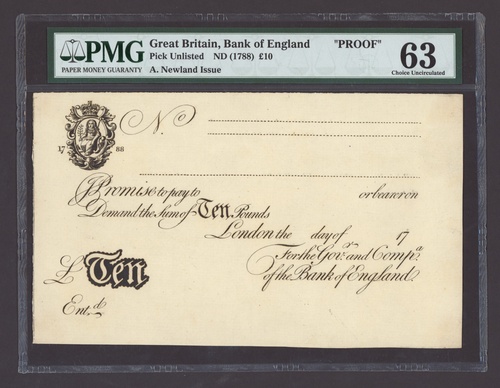 PMG
PAPER MONEY GUARANTY
Great Britain, Bank of England "PROOF"
Pick Unlisted ND (1788) £10
A. Newland Issue
63
Choice Uncirculated
N.o
17 88
I Promise to pay to or bearer on
Demand the Sum of Ten Pounds
London the day of 17
For the Gov.r and Comp.a
of the Bank of England.
£ Ten
Ent.d